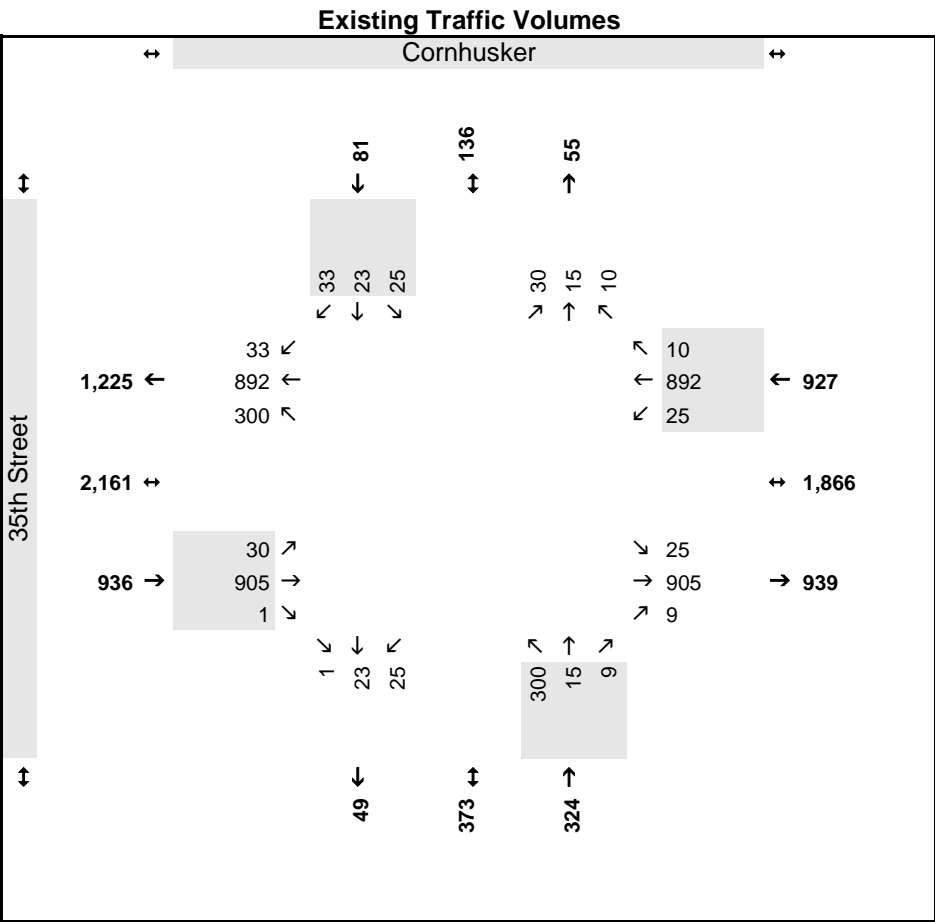 Existing Traffic Volumes
↔ Cornhusker ↔
81 136 55
↓ ↕ ↑
↕
35th Street
33 23 25 30 15 10
↙ ↓ ↘ ↗ ↑ ↖
33 ↙ ↖ 10
1,225 ← 892 ← ← 892 ← 927
300 ↖ ↙ 25
2,161 ↔ ↔ 1,866
30 ↗ ↘ 25
936 → 905 → → 905 → 939
1 ↘ ↗ 9
↘ ↓ ↙ ↖ ↑ ↗
1 23 25 300 15 9
↕ ↓ ↕ ↑
49 373 324